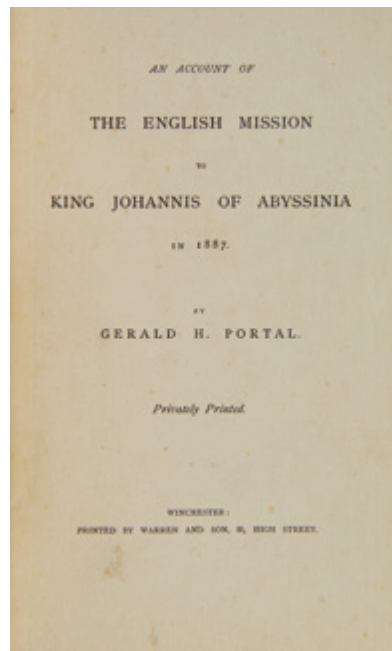 AN ACCOUNT OF
THE ENGLISH MISSION
TO
KING JOHANNIS OF ABYSSINIA
IN 1887.
BY
GERALD H. PORTAL.
Privately Printed.
WINCHESTER:
PRINTED BY WARREN AND SON, HIGH STREET.